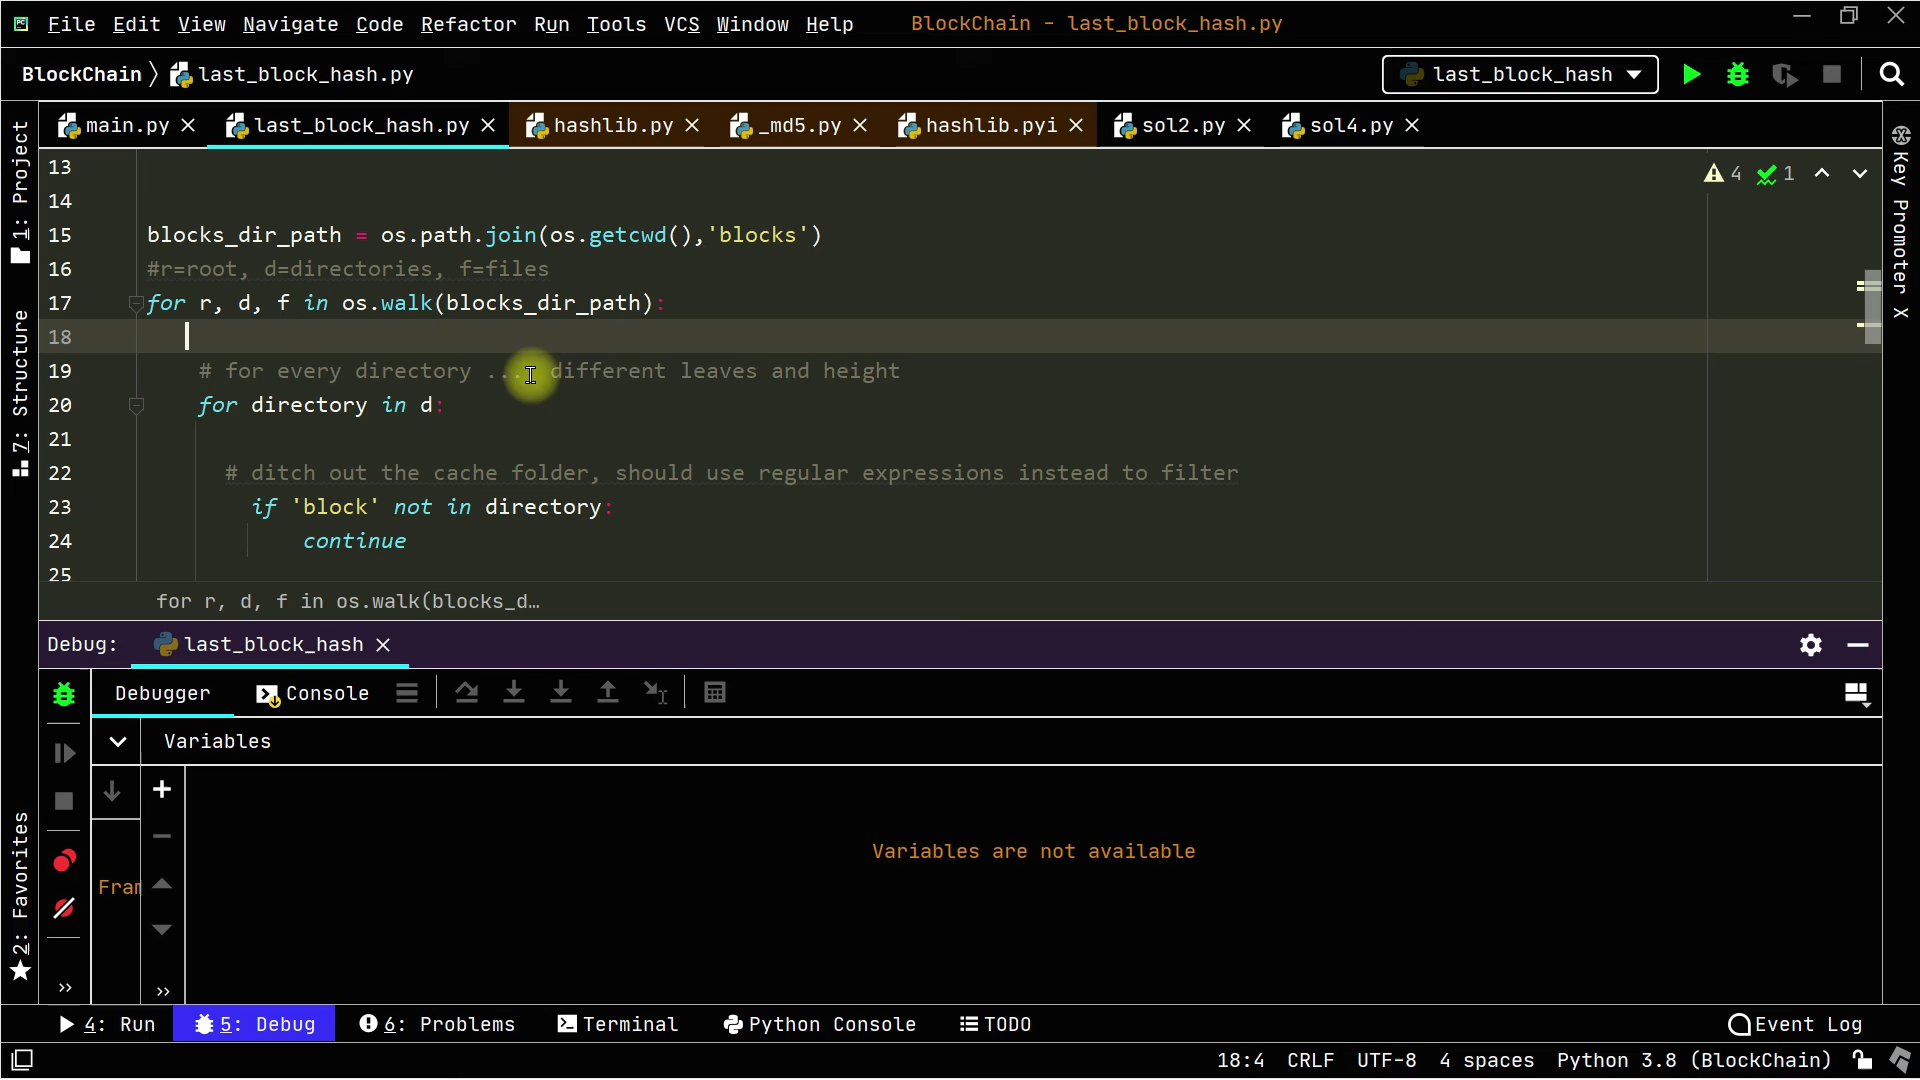 File Edit View Navigate Code Refactor Run Tools VCS Window Help BlockChain - last_block_hash.py
BlockChain last_block_hash.py last_block_hash
main.py last_block_hash.py hashlib.py _md5.py hashlib.pyi sol2.py sol4.py
1: Project
7: Structure
2: Favorites
Key Promoter X
4 1
13
14
15 blocks_dir_path = os.path.join(os.getcwd(),'blocks')
16 #r=root, d=directories, f=files
17 for r, d, f in os.walk(blocks_dir_path):
18
19 # for every directory .... different leaves and height
20 for directory in d:
21
22 # ditch out the cache folder, should use regular expressions instead to filter
23 if 'block' not in directory:
24 continue
25
for r, d, f in os.walk(blocks_d…
Debug: last_block_hash
Debugger Console
Variables
Variables are not available
Fram
4: Run 5: Debug 6: Problems Terminal Python Console TODO Event Log
18:4 CRLF UTF-8 4 spaces Python 3.8 (BlockChain)